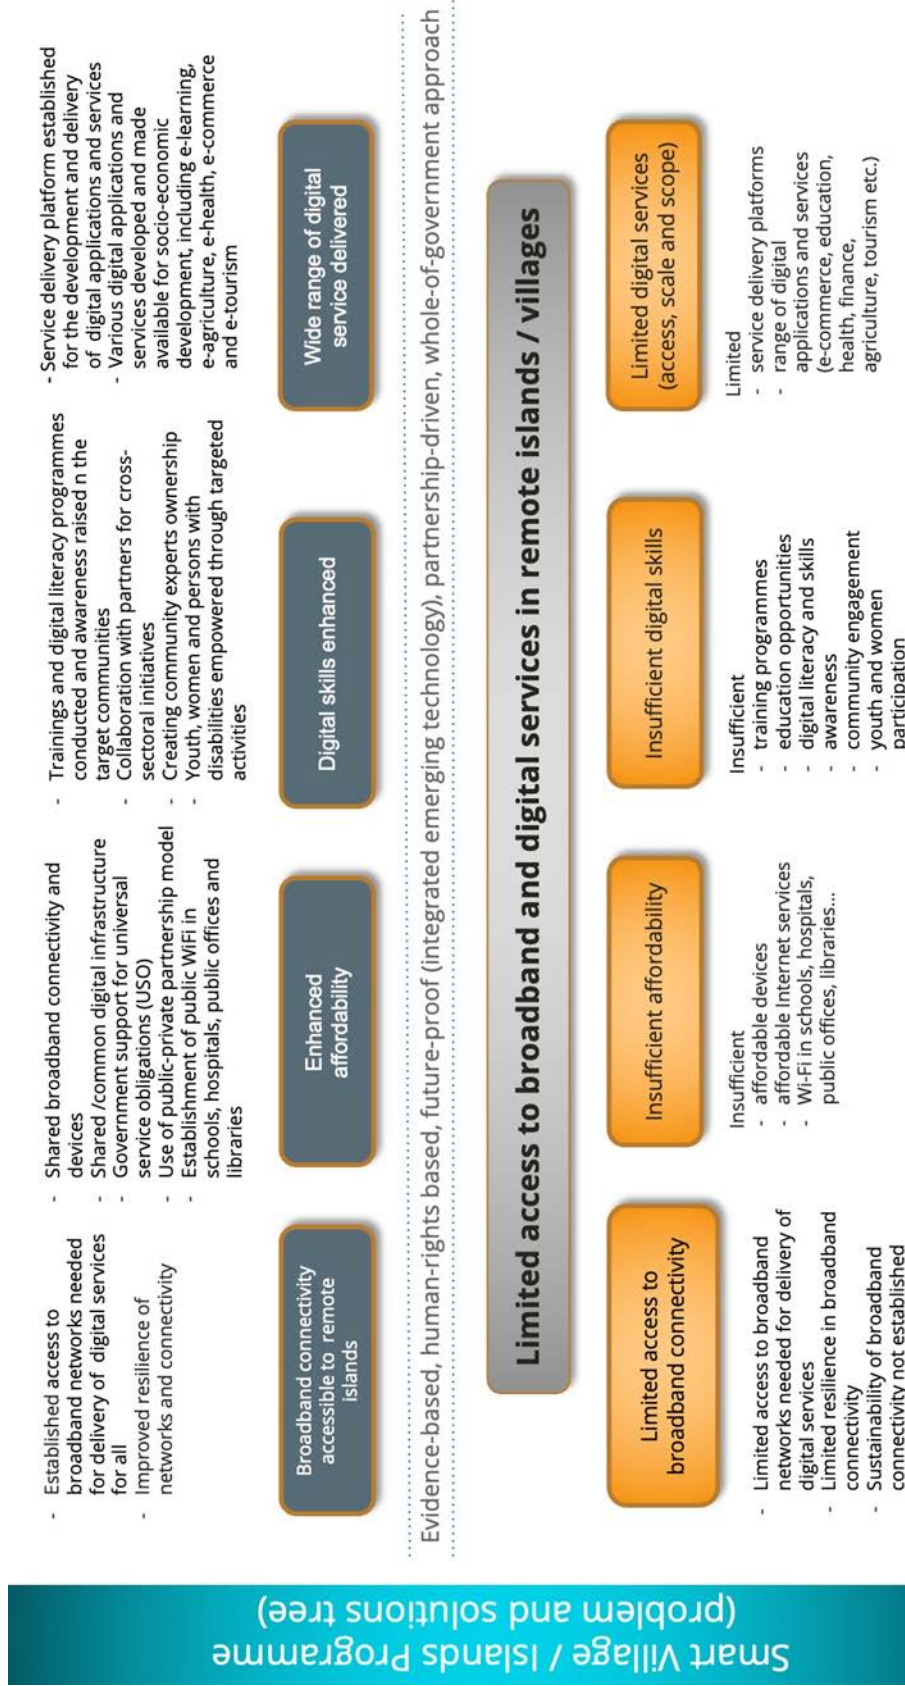 Smart Village / Islands Programme
(problem and solutions tree)
- Established access to
broadband networks needed
for delivery of digital services
for all
- Improved resilience of
networks and connectivity
- Shared broadband connectivity and
devices
- Shared /common digital infrastructure
- Government support for universal
service obligations (USO)
- Use of public-private partnership model
- Establishment of public WiFi in
schools, hospitals, public offices and
libraries
- Trainings and digital literacy programmes
conducted and awareness raised n the
target communities
- Collaboration with partners for cross-
sectoral initiatives
- Creating community experts ownership
- Youth, women and persons with
disabilities empowered through targeted
activities
- Service delivery platform established
for the development and delivery
of digital applications and services
- Various digital applications and
services developed and made
available for socio-economic
development, including e-learning,
e-agriculture, e-health, e-commerce
and e-tourism
Broadband connectivity
accessible to remote
islands
Enhanced
affordability
Digital skills enhanced
Wide range of digital
service delivered
Evidence-based, human-rights based, future-proof (integrated emerging technology), partnership-driven, whole-of-government approach
Limited access to broadband and digital services in remote islands / villages
Limited access to
broadband connectivity
Insufficient affordability
Insufficient digital skills
Limited digital services
(access, scale and scope)
- Limited access to broadband
networks needed for delivery of
digital services
- Limited resilience in broadband
connectivity
- Sustainability of broadband
connectivity not established
Insufficient
- affordable devices
- affordable Internet services
- Wi-Fi in schools, hospitals,
public offices, libraries...
Insufficient
- training programmes
- education opportunities
- digital literacy and skills
- awareness
- community engagement
- youth and women
participation
Limited
- service delivery platforms
- range of digital
applications and services
(e-commerce, education,
health, finance,
agriculture, tourism etc.)